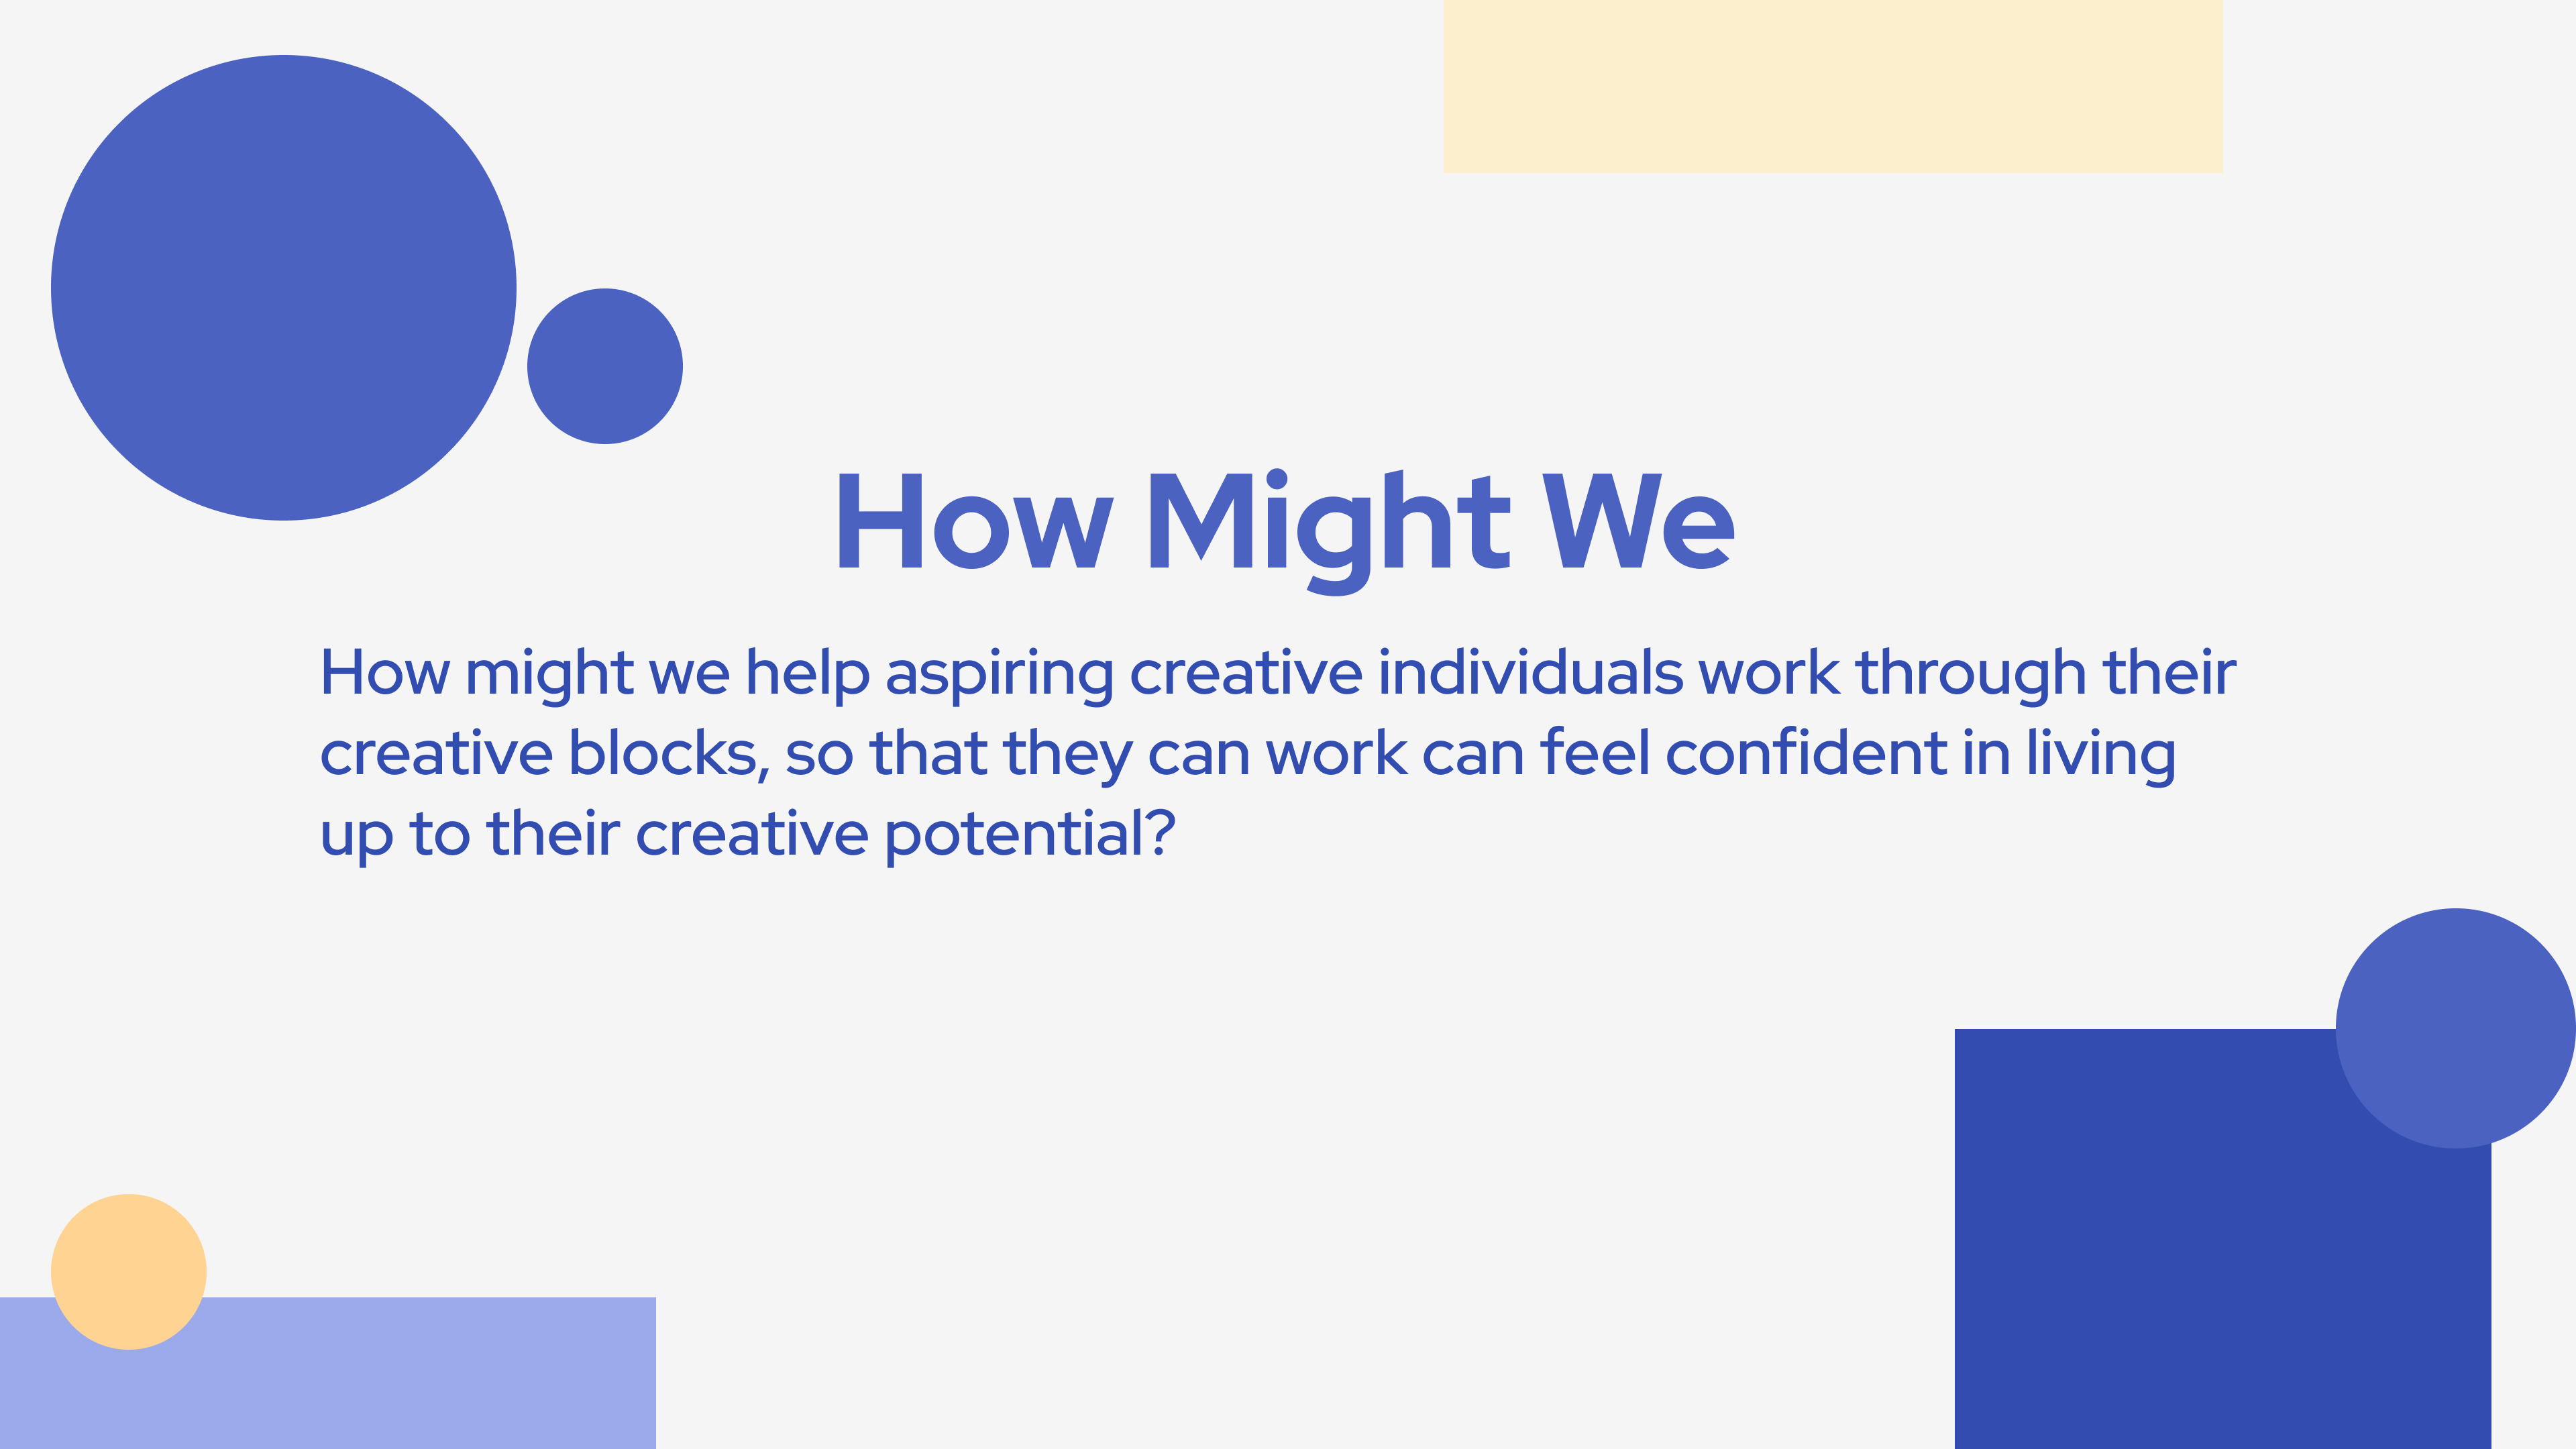 How Might We
How might we help aspiring creative individuals work through their
creative blocks, so that they can work can feel confident in living
up to their creative potential?